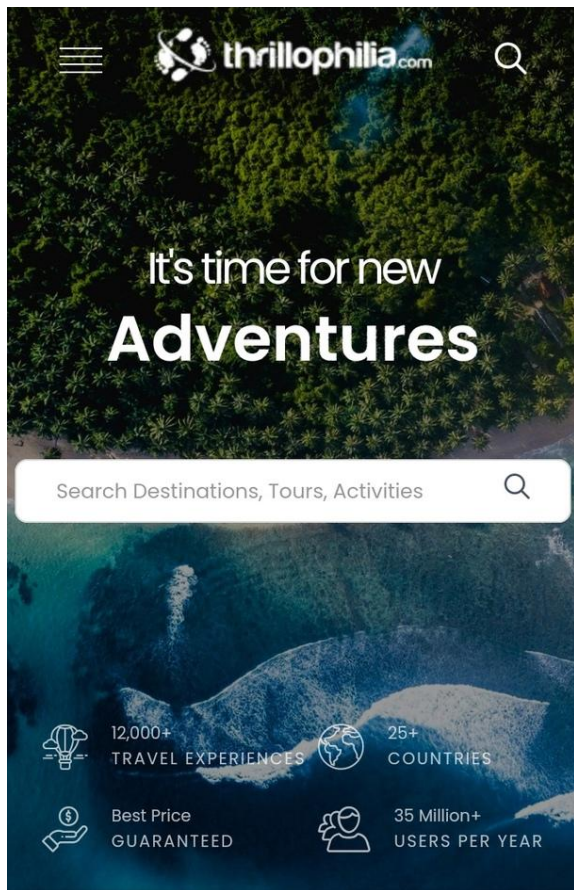 thrillophilia.com
It's time for new
Adventures
Search Destinations, Tours, Activities
12,000+
TRAVEL EXPERIENCES
25+
COUNTRIES
Best Price
GUARANTEED
35 Million+
USERS PER YEAR